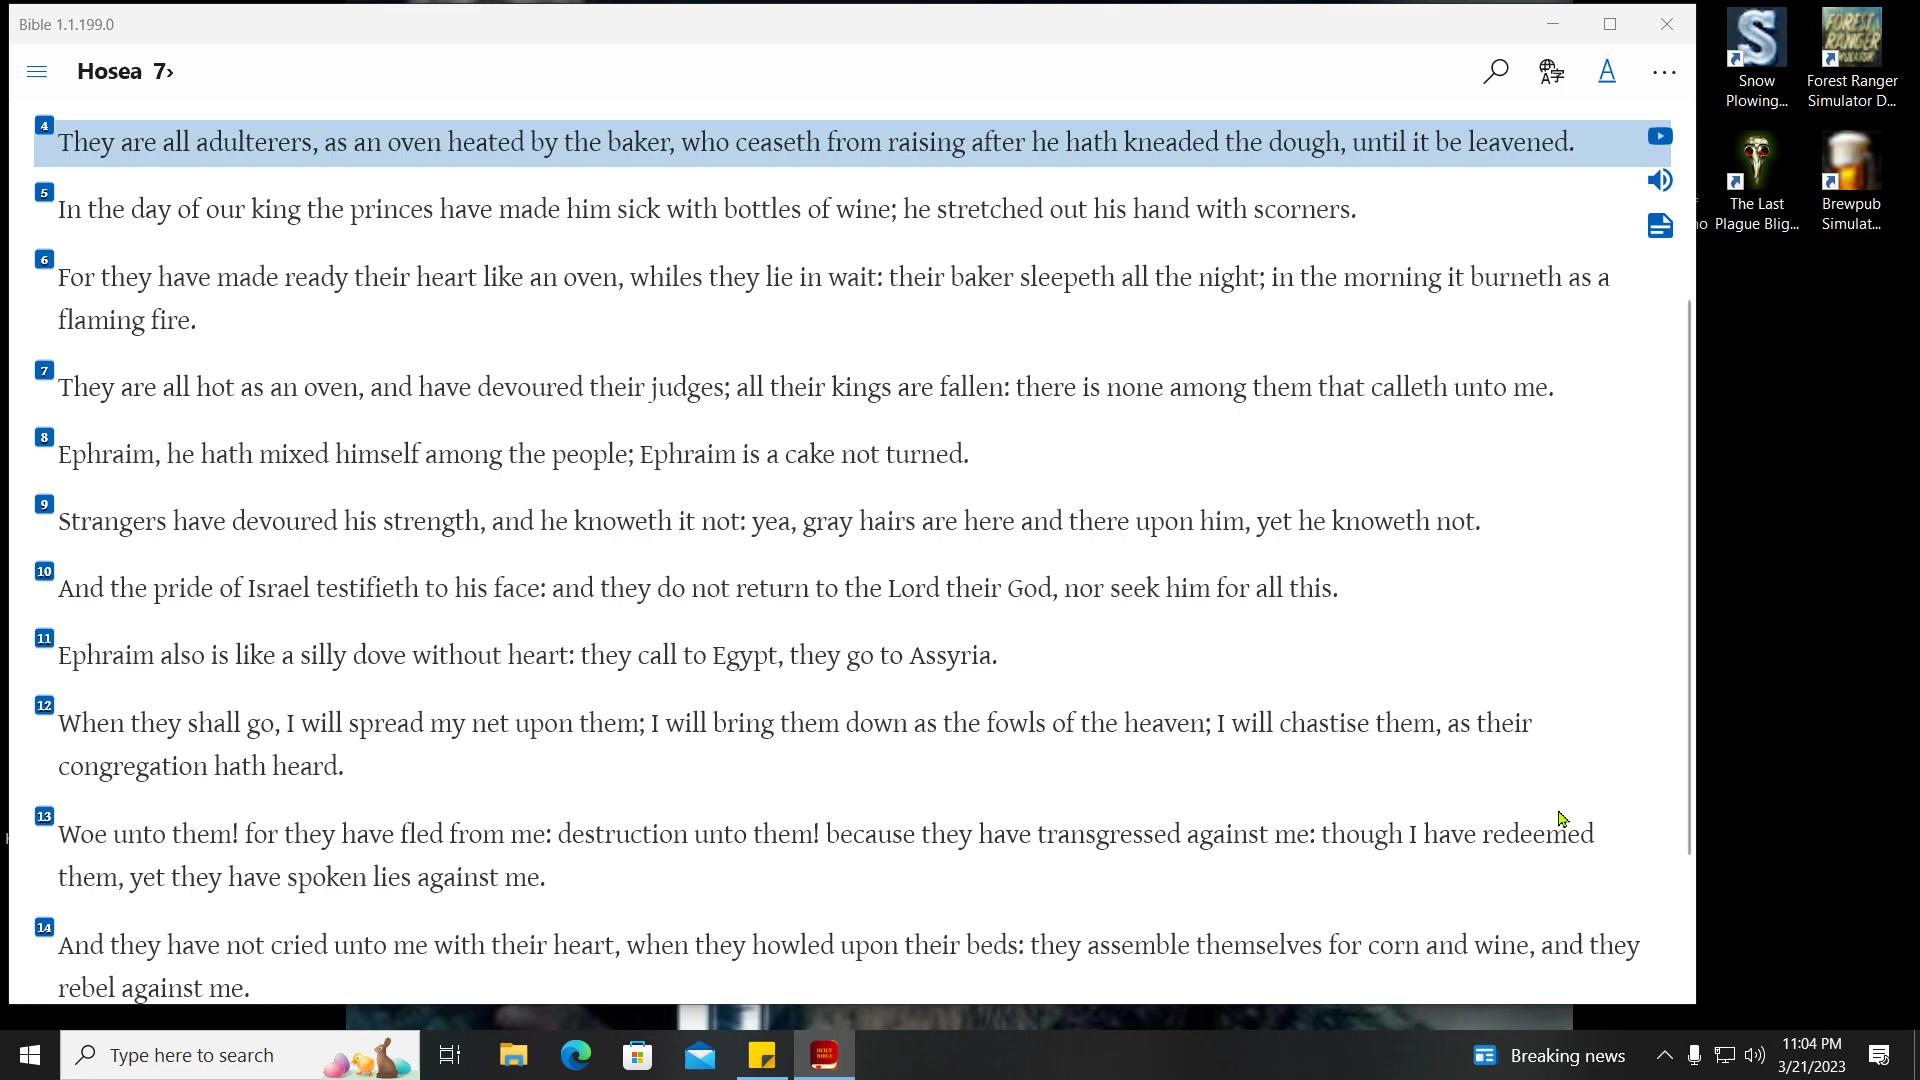 Bible 1.1.199.0
Hosea 7›
4 They are all adulterers, as an oven heated by the baker, who ceaseth from raising after he hath kneaded the dough, until it be leavened.
5 In the day of our king the princes have made him sick with bottles of wine; he stretched out his hand with scorners.
6 For they have made ready their heart like an oven, whiles they lie in wait: their baker sleepeth all the night; in the morning it burneth as a
flaming fire.
7 They are all hot as an oven, and have devoured their judges; all their kings are fallen: there is none among them that calleth unto me.
8 Ephraim, he hath mixed himself among the people; Ephraim is a cake not turned.
9 Strangers have devoured his strength, and he knoweth it not: yea, gray hairs are here and there upon him, yet he knoweth not.
10 And the pride of Israel testifieth to his face: and they do not return to the Lord their God, nor seek him for all this.
11 Ephraim also is like a silly dove without heart: they call to Egypt, they go to Assyria.
12 When they shall go, I will spread my net upon them; I will bring them down as the fowls of the heaven; I will chastise them, as their
congregation hath heard.
13 Woe unto them! for they have fled from me: destruction unto them! because they have transgressed against me: though I have redeemed
them, yet they have spoken lies against me.
14 And they have not cried unto me with their heart, when they howled upon their beds: they assemble themselves for corn and wine, and they
rebel against me.
FOREST
RANGER
Snow
Plowing...
Forest Ranger
Simulator D...
The Last
Plague Blig...
Brewpub
Simulat...
Type here to search
HOLY
BIBLE
Breaking news
11:04 PM
3/21/2023